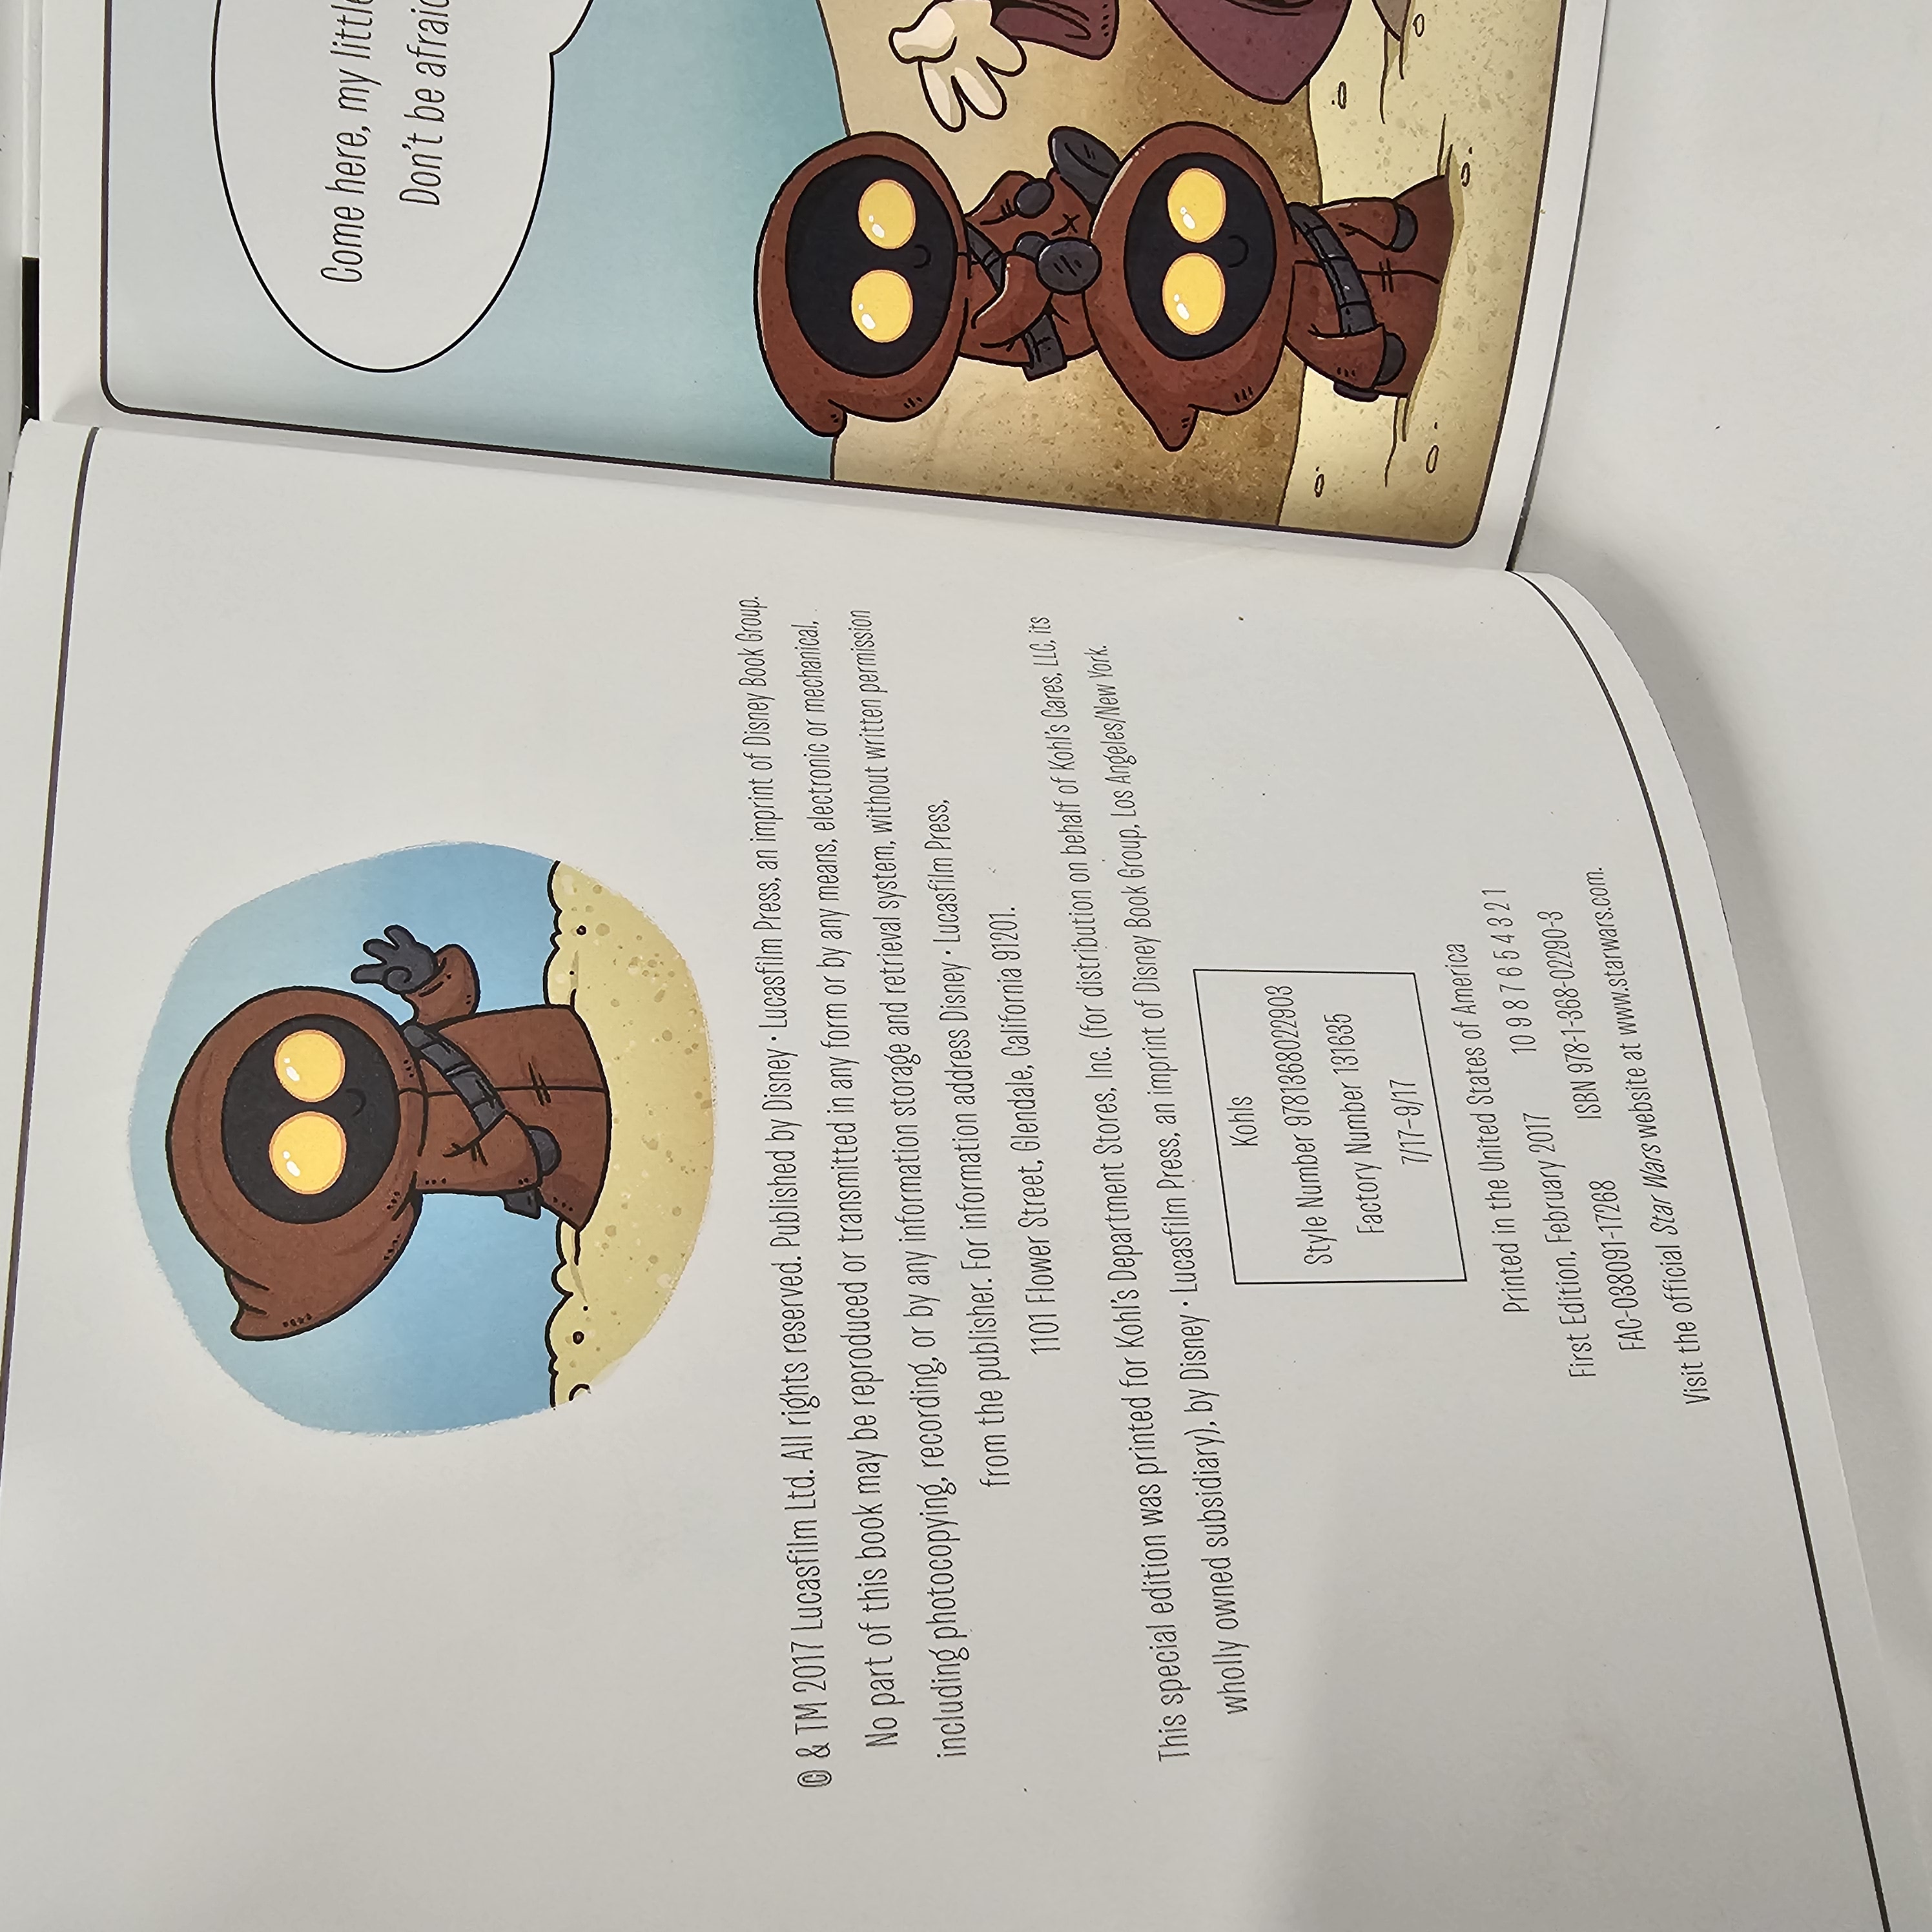 © & TM 2017 Lucasfilm Ltd. All rights reserved. Published by Disney • Lucasfilm Press, an imprint of Disney Book Group.
No part of this book may be reproduced or transmitted in any form or by any means, electronic or mechanical,
including photocopying, recording, or by any information storage and retrieval system, without written permission
from the publisher. For information address Disney • Lucasfilm Press,
1101 Flower Street, Glendale, California 91201.
This special edition was printed for Kohl's Department Stores, Inc. (for distribution on behalf of Kohl's Cares, LLC, its
wholly owned subsidiary), by Disney • Lucasfilm Press, an imprint of Disney Book Group, Los Angeles/New York.
Kohls
Style Number 9781368022903
Factory Number 131635
7/17–9/17
Printed in the United States of America
First Edition, February 2017 10 9 8 7 6 5 4 3 2 1
FAC-038091-17268 ISBN 978-1-368-02290-3
Visit the official Star Wars website at www.starwars.com.
Come here, my little
Don't be